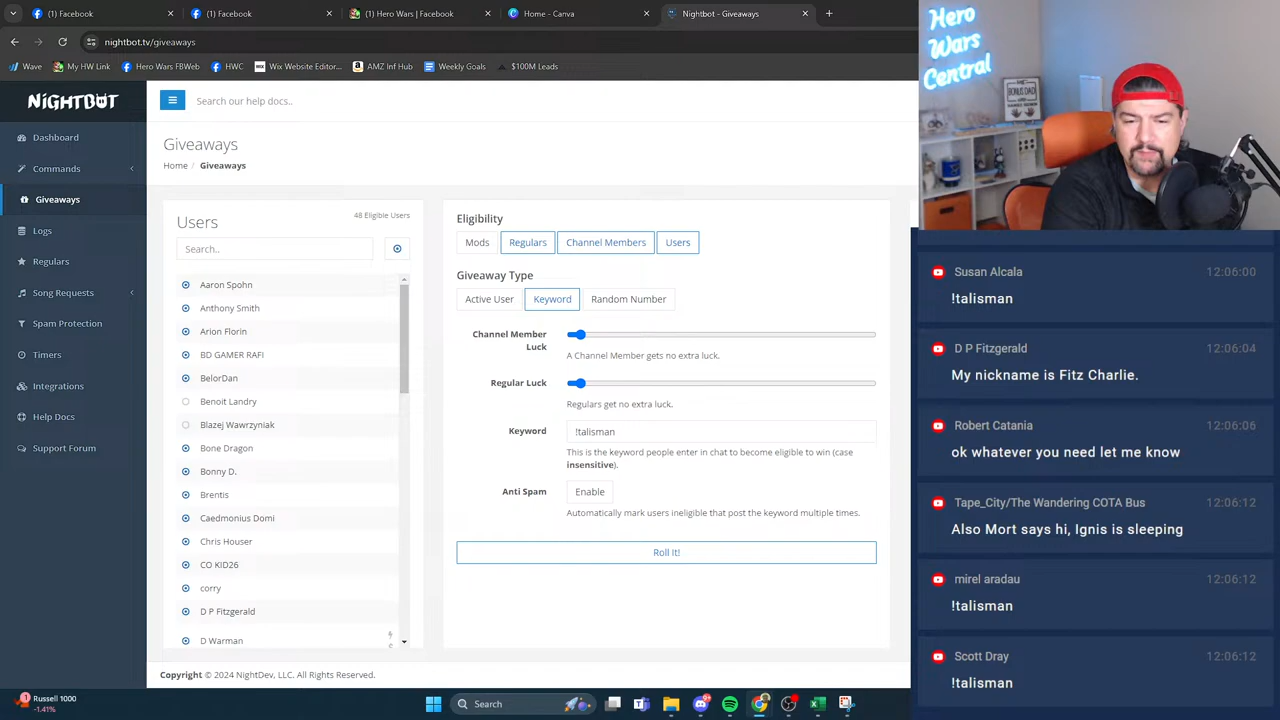 Facebook
Facebook
(1) Hero Wars | Facebook
Home - Canva
Nightbot - Giveaways
nightbot.tv/giveaways
Wave
My HW Link
Hero Wars FBWeb
HWC
Wix Website Editor...
AMZ Inf Hub
Weekly Goals
$100M Leads
NIGHTBOT
Search our help docs..
Dashboard
Commands
Giveaways
Logs
Regulars
Song Requests
Spam Protection
Timers
Integrations
Help Docs
Support Forum
Giveaways
Home / Giveaways
Users
48 Eligible Users
Search..
Aaron Spohn
Anthony Smith
Arion Florin
BD GAMER RAFI
BelorDan
Benoit Landry
Blazej Wawrzyniak
Bone Dragon
Bonny D.
Brentis
Caedmonius Domi
Chris Houser
CO KID26
corry
D P Fitzgerald
D Warman
Eligibility
Mods
Regulars
Channel Members
Users
Giveaway Type
Active User
Keyword
Random Number
Channel Member
Luck
A Channel Member gets no extra luck.
Regular Luck
Regulars get no extra luck.
Keyword
!talisman
This is the keyword people enter in chat to become eligible to win (case
insensitive).
Anti Spam
Enable
Automatically mark users ineligible that post the keyword multiple times.
Roll It!
Copyright © 2024 NightDev, LLC. All Rights Reserved.
Russell 1000
-1.41%
Search
Hero
Wars
Central
BONUS DAD
Susan Alcala 12:06:00
!talisman
D P Fitzgerald 12:06:04
My nickname is Fitz Charlie.
Robert Catania 12:06:06
ok whatever you need let me know
Tape_City/The Wandering COTA Bus 12:06:12
Also Mort says hi, Ignis is sleeping
mirel aradau 12:06:12
!talisman
Scott Dray 12:06:12
!talisman